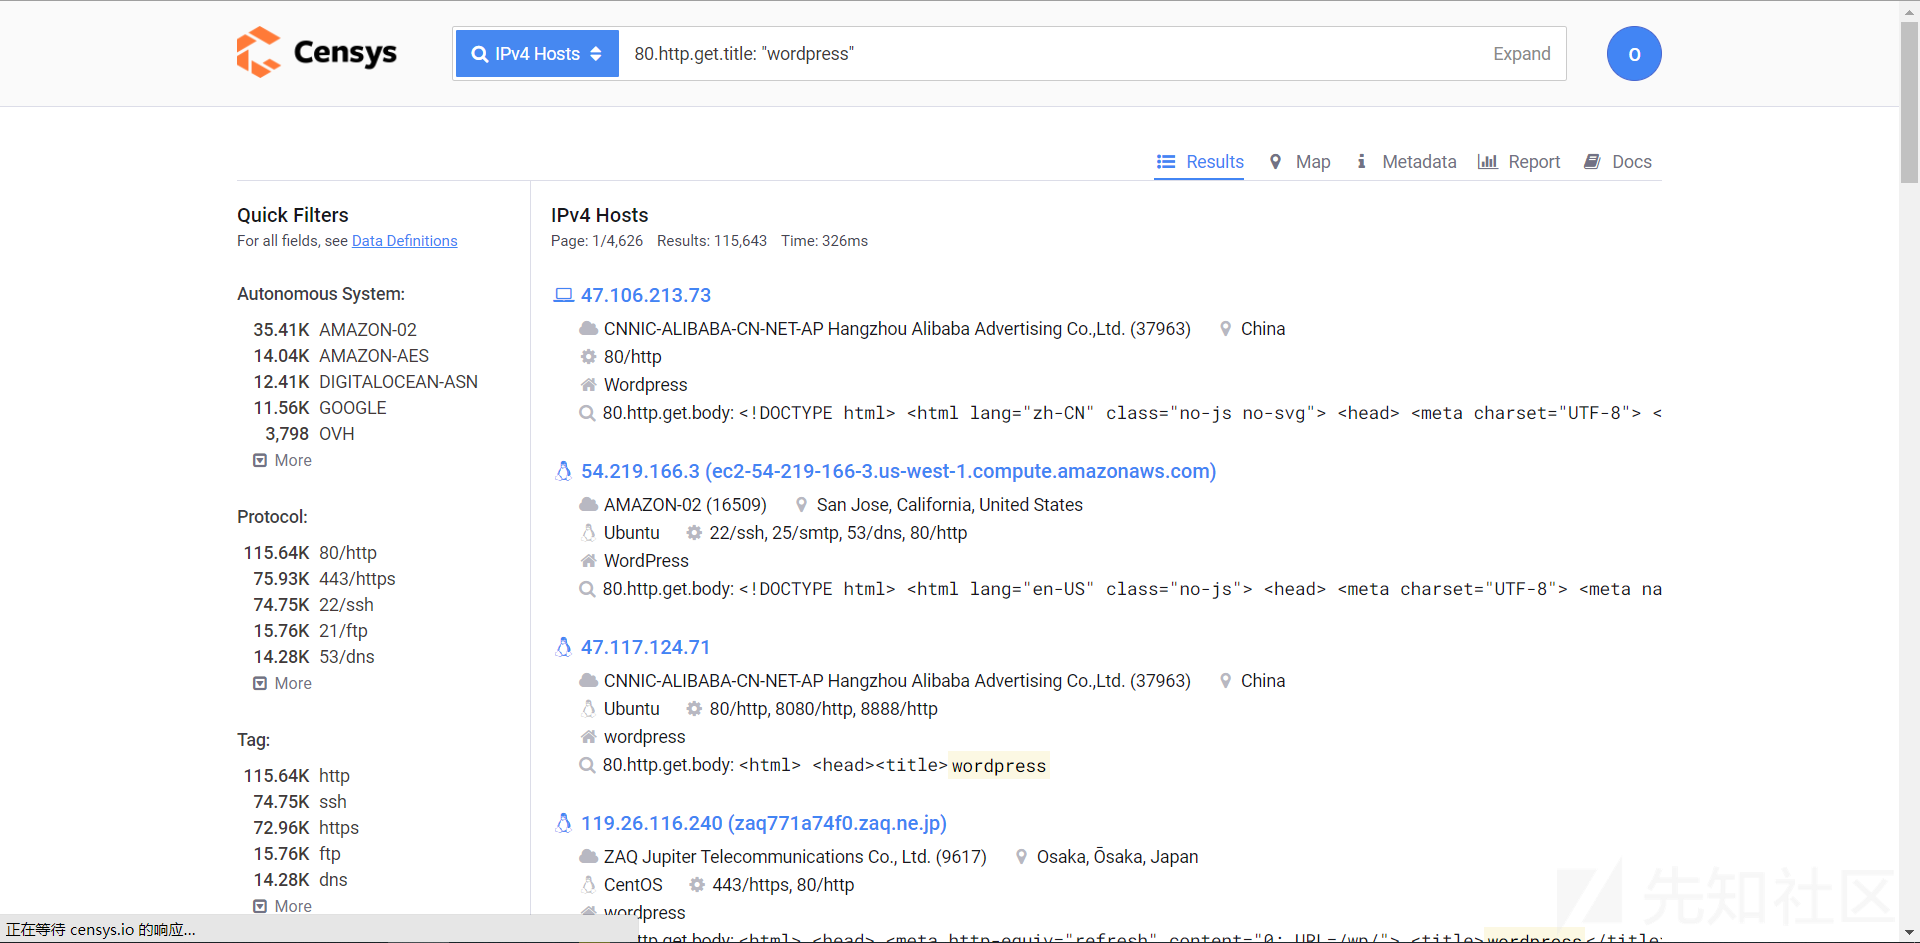 Censys
IPv4 Hosts
80.http.get.title: "wordpress"
Expand
O
Results
Map
Metadata
Report
Docs
Quick Filters
For all fields, see Data Definitions
Autonomous System:
35.41K AMAZON-02
14.04K AMAZON-AES
12.41K DIGITALOCEAN-ASN
11.56K GOOGLE
3,798 OVH
More
Protocol:
115.64K 80/http
75.93K 443/https
74.75K 22/ssh
15.76K 21/ftp
14.28K 53/dns
More
Tag:
115.64K http
74.75K ssh
72.96K https
15.76K ftp
14.28K dns
More
IPv4 Hosts
Page: 1/4,626 Results: 115,643 Time: 326ms
47.106.213.73
CNNIC-ALIBABA-CN-NET-AP Hangzhou Alibaba Advertising Co.,Ltd. (37963) China
80/http
Wordpress
80.http.get.body: <!DOCTYPE html> <html lang="zh-CN" class="no-js no-svg"> <head> <meta charset="UTF-8"> <
54.219.166.3 (ec2-54-219-166-3.us-west-1.compute.amazonaws.com)
AMAZON-02 (16509) San Jose, California, United States
Ubuntu 22/ssh, 25/smtp, 53/dns, 80/http
WordPress
80.http.get.body: <!DOCTYPE html> <html lang="en-US" class="no-js"> <head> <meta charset="UTF-8"> <meta na
47.117.124.71
CNNIC-ALIBABA-CN-NET-AP Hangzhou Alibaba Advertising Co.,Ltd. (37963) China
Ubuntu 80/http, 8080/http, 8888/http
wordpress
80.http.get.body: <html> <head><title>wordpress
119.26.116.240 (zaq771a74f0.zaq.ne.jp)
ZAQ Jupiter Telecommunications Co., Ltd. (9617) Osaka, Ōsaka, Japan
CentOS 443/https, 80/http
wordpress
ttp.get.body: <html> <head> <meta http-equiv="refresh" content="0; URL=/wp/"> <title>wordpress</title
正在等待 censys.io 的响应...
先知社区